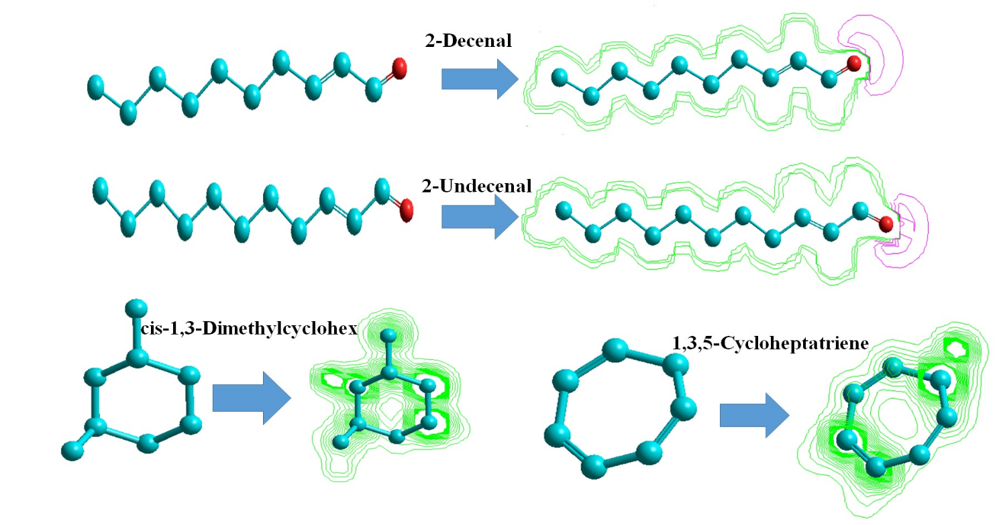 2-Decenal
2-Undecenal
cis-1,3-Dimethylcyclohex
1,3,5-Cycloheptatriene